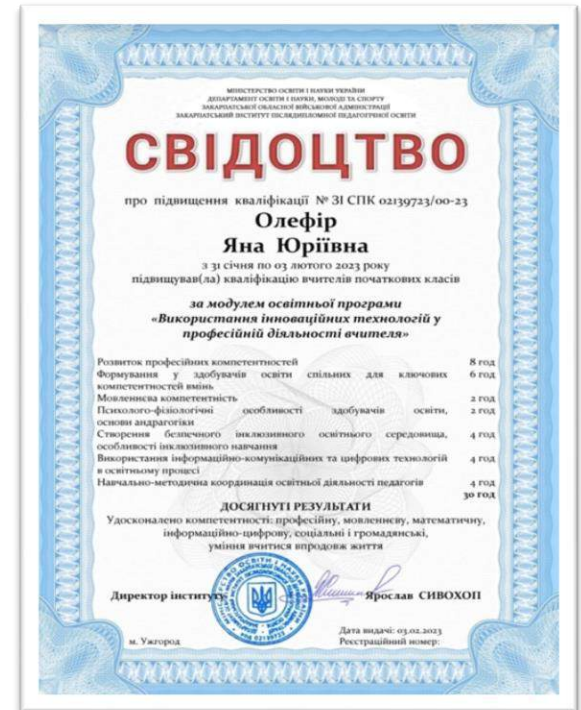 МІНІСТЕРСТВО ОСВІТИ І НАУКИ УКРАЇНИ
ДЕПАРТАМЕНТ ОСВІТИ І НАУКИ, МОЛОДІ ТА СПОРТУ
ЗАКАРПАТСЬКОЇ ОБЛАСНОЇ ВІЙСЬКОВОЇ АДМІНІСТРАЦІЇ
ЗАКАРПАТСЬКИЙ ІНСТИТУТ ПІСЛЯДИПЛОМНОЇ ПЕДАГОГІЧНОЇ ОСВІТИ
СВІДОЦТВО
про підвищення кваліфікації № ЗІ СПК 02139723/00-23
Олефір
Яна Юріївна
з 31 січня по 03 лютого 2023 року
підвищував(ла) кваліфікацію вчителів початкових класів
за модулем освітньої програми
«Використання інноваційних технологій у
професійній діяльності вчителя»
Розвиток професійних компетентностей 8 год
Формування у здобувачів освіти спільних для ключових 6 год
компетентностей вмінь
Мовленнєва компетентність 2 год
Психолого-фізіологічні особливості здобувачів освіти, 2 год
основи андрагогіки
Створення безпечного інклюзивного освітнього середовища, 4 год
особливості інклюзивного навчання
Використання інформаційно-комунікаційних та цифрових технологій 4 год
в освітньому процесі
Навчально-методична координація освітньої діяльності педагогів 4 год
30 год
ДОСЯГНУТІ РЕЗУЛЬТАТИ
Удосконалено компетентності: професійну, мовленнєву, математичну,
інформаційно-цифрову, соціальні і громадянські,
уміння вчитися впродовж життя
Директор інституту Ярослав СИВОХОП
м. Ужгород
Дата видачі: 03.02.2023
Реєстраційний номер: